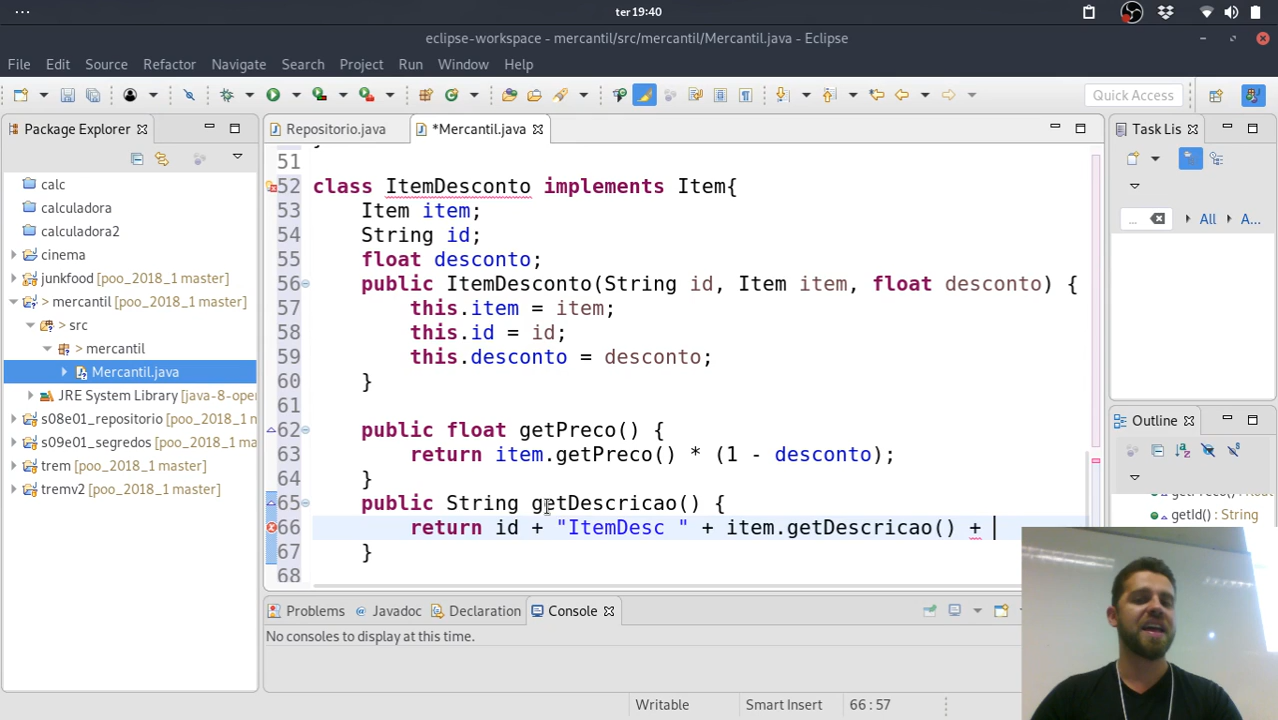 ter 19:40
eclipse-workspace - mercantil/src/mercantil/Mercantil.java - Eclipse
File Edit Source Refactor Navigate Search Project Run Window Help
Quick Access
Package Explorer
Repositorio.java
*Mercantil.java
Task Lis
calc
calculadora
calculadora2
cinema
junkfood [poo_2018_1 master]
> mercantil [poo_2018_1 master]
> src
> mercantil
Mercantil.java
JRE System Library [java-8-ope
s08e01_repositorio [poo_2018_1 ma
s09e01_segredos [poo_2018_1 mast
trem [poo_2018_1 master]
tremv2 [poo_2018_1 master]
51
52 class ItemDesconto implements Item{
53 Item item;
54 String id;
55 float desconto;
56 public ItemDesconto(String id, Item item, float desconto) {
57 this.item = item;
58 this.id = id;
59 this.desconto = desconto;
60 }
61
62 public float getPreco() {
63 return item.getPreco() * (1 - desconto);
64 }
65 public String getDescricao() {
66 return id + "ItemDesc " + item.getDescricao() +
67 }
68
... All A...
Outline
getId() : String
Problems Javadoc Declaration Console
No consoles to display at this time.
Writable Smart Insert 66 : 57